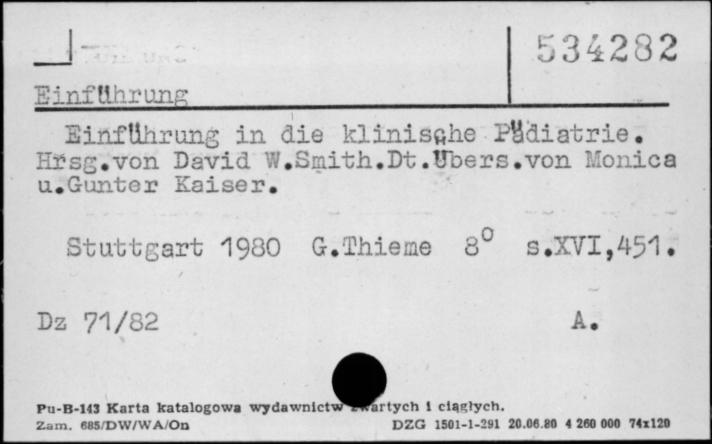 534282
Einführung
Einführung in die klinische Pädiatrie.
Hrsg.von David W.Smith.Dt.Übers.von Monica
u.Gunter Kaiser.
Stuttgart 1980 G.Thieme 8° s.XVI,451.
Dz 71/82 A.
Pu-B-143 Karta katalogowa wydawnictw zwartych i ciągłych.
Zam. 685/DW/WA/On DZG 1501-1-291 20.06.80 4 260 000 74x120